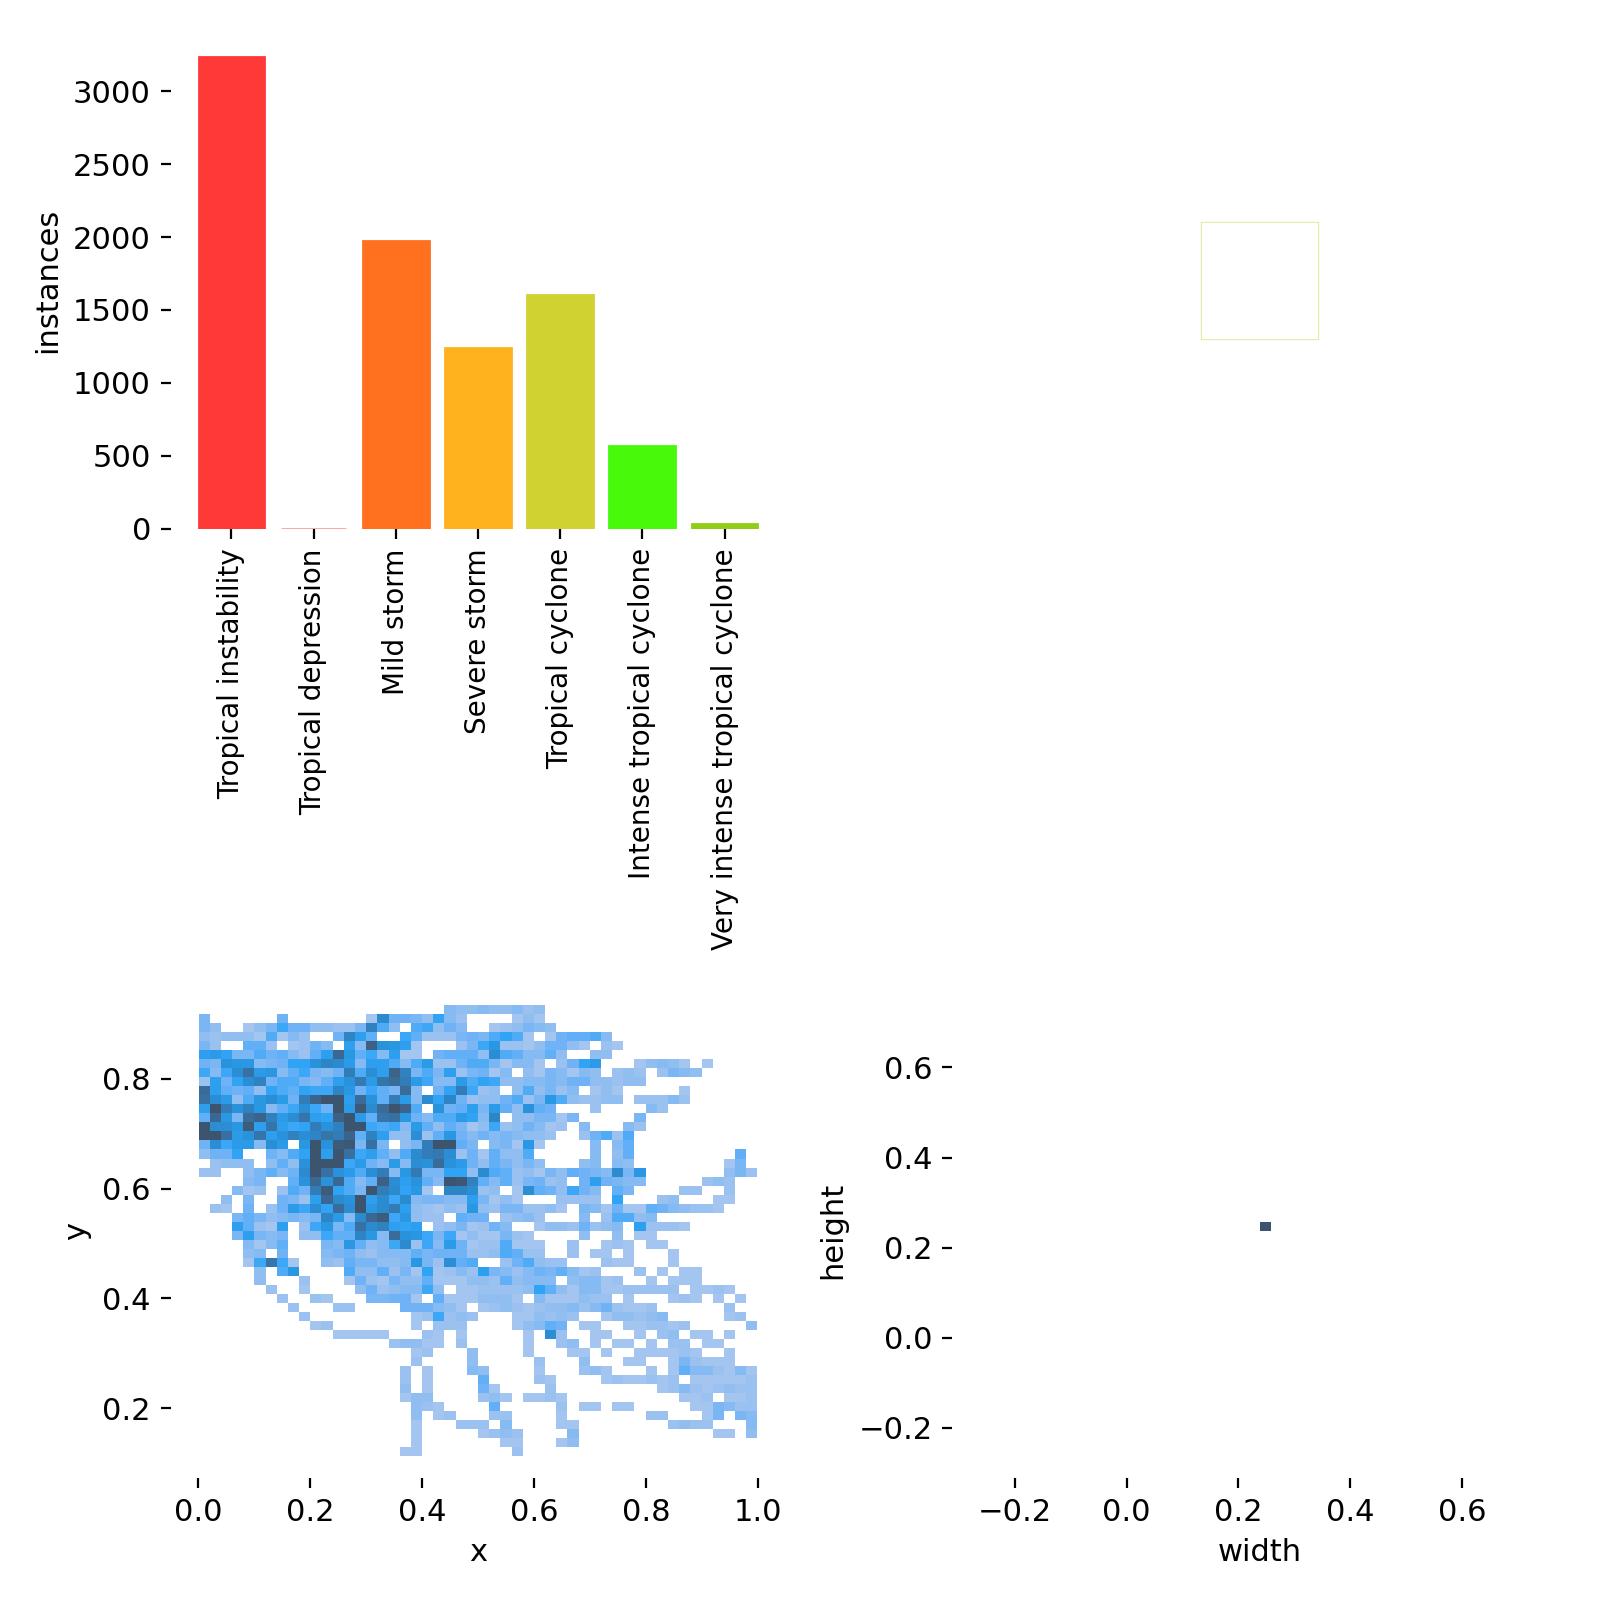 3000
2500
2000
1500
1000
500
0
instances
Tropical instability
Tropical depression
Mild storm
Severe storm
Tropical cyclone
Intense tropical cyclone
Very intense tropical cyclone
0.8
0.6
0.4
0.2
y
0.0 0.2 0.4 0.6 0.8 1.0
x
0.6
0.4
0.2
0.0
−0.2
height
−0.2 0.0 0.2 0.4 0.6
width